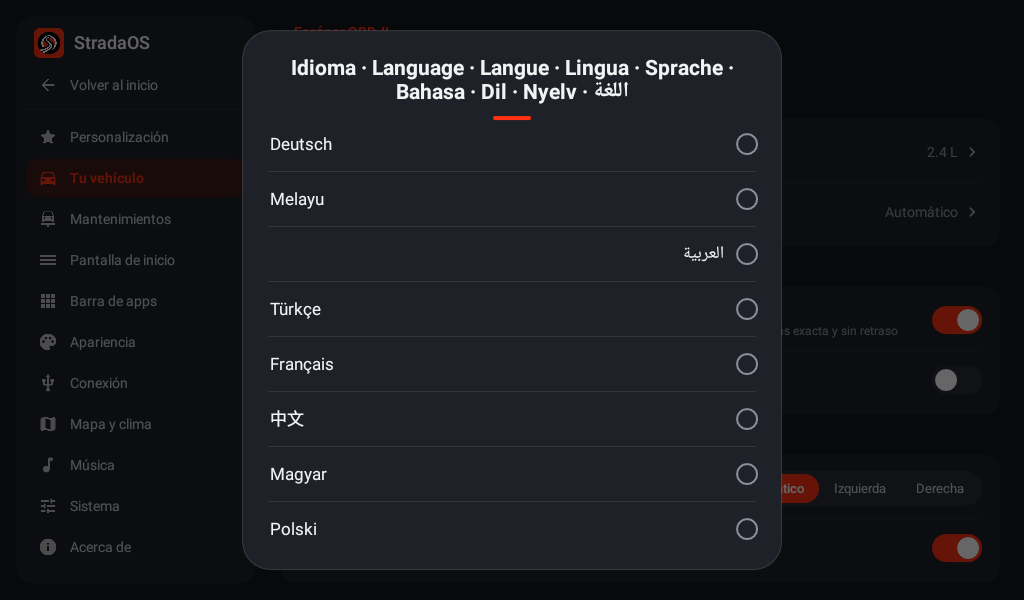 StradaOS
Volver al inicio
Personalización
Tu vehículo
Mantenimientos
Pantalla de inicio
Barra de apps
Apariencia
Conexión
Mapa y clima
Música
Sistema
Acerca de
Idioma · Language · Langue · Lingua · Sprache ·
Bahasa · Dil · Nyelv · اللغة
Deutsch
Melayu
العربية
Türkçe
Français
中文
Magyar
Polski
2.4 L
Automático
exacta y sin retraso
Izquierda
Derecha